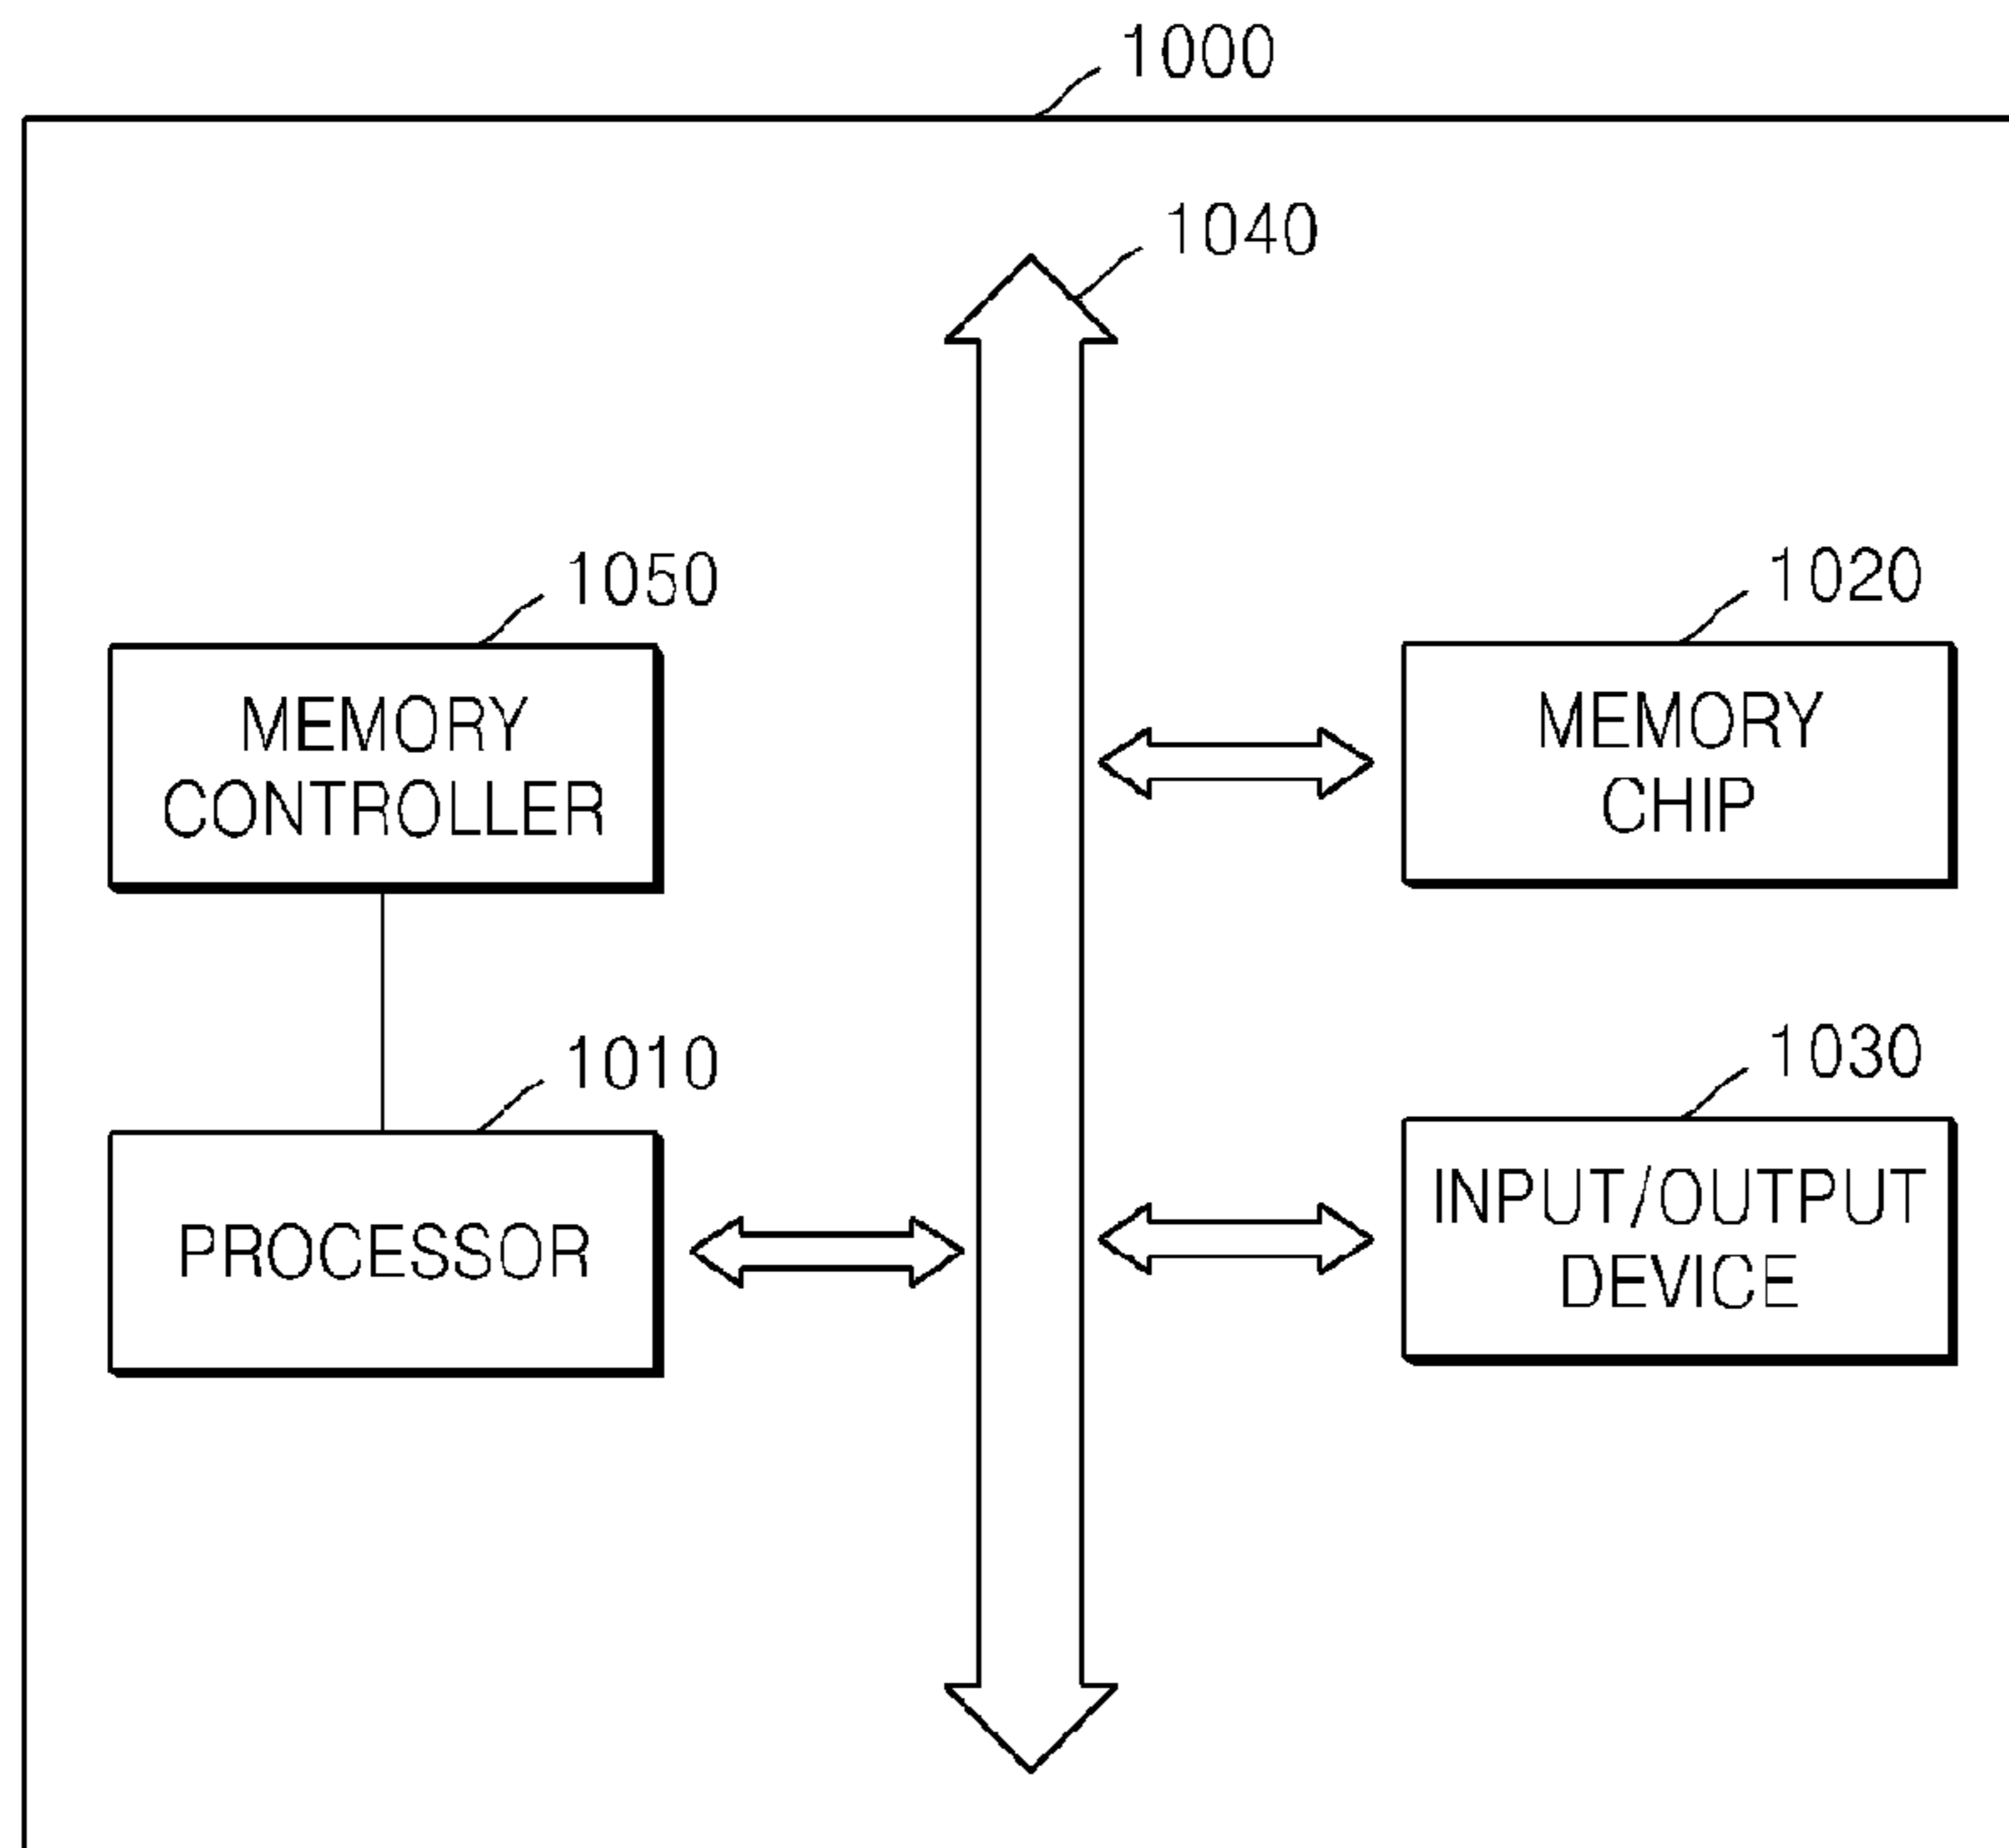 1000
1040
1050
MEMORY
CONTROLLER
1020
MEMORY
CHIP
1010
PROCESSOR
1030
INPUT/OUTPUT
DEVICE